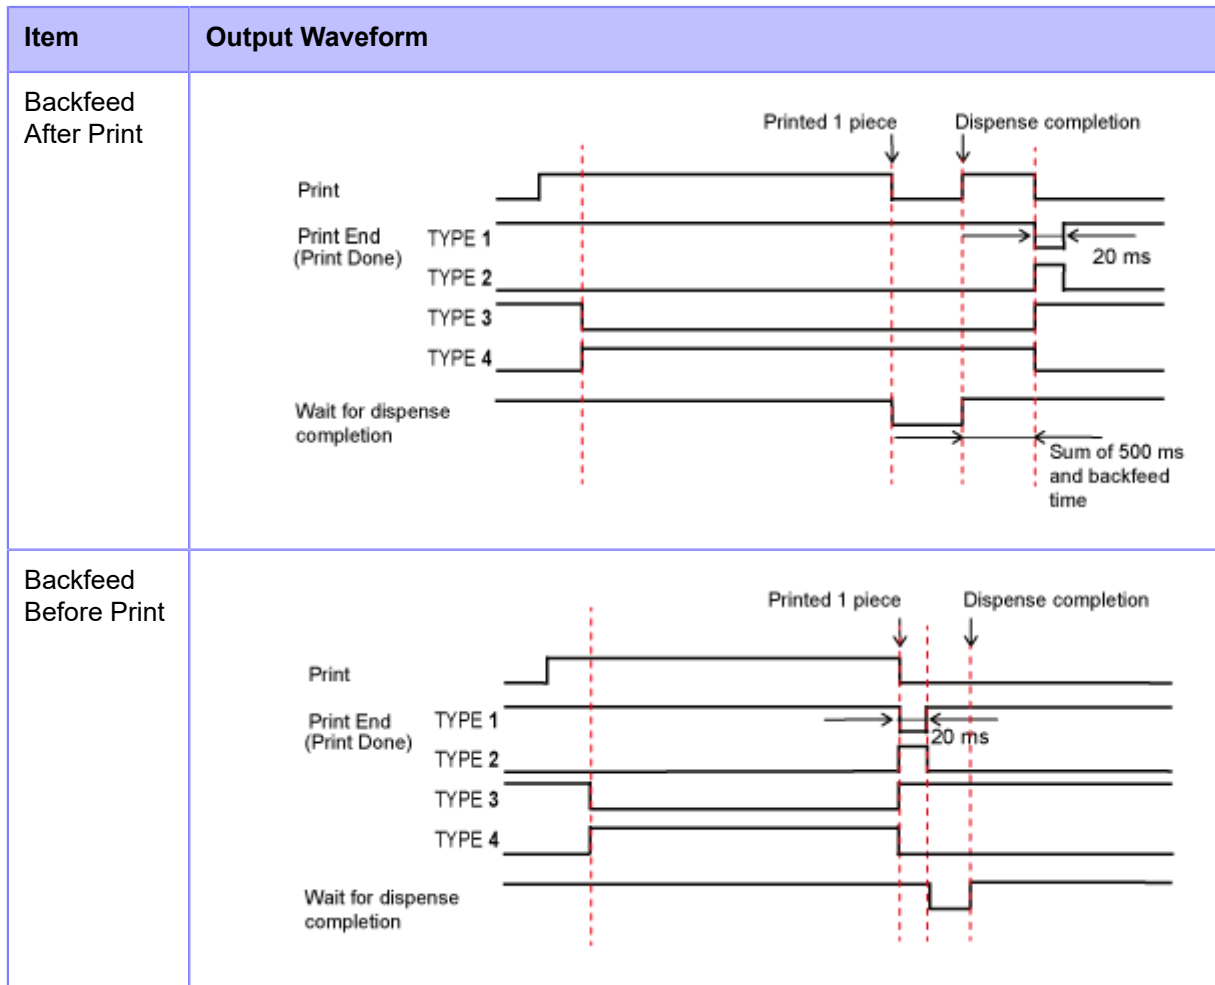 Item Output Waveform
Backfeed
After Print
Printed 1 piece Dispense completion
Print
Print End
(Print Done)
TYPE 1
20 ms
TYPE 2
TYPE 3
TYPE 4
Wait for dispense
completion
Sum of 500 ms
and backfeed
time
Backfeed
Before Print
Printed 1 piece Dispense completion
Print
Print End
(Print Done)
TYPE 1
20 ms
TYPE 2
TYPE 3
TYPE 4
Wait for dispense
completion